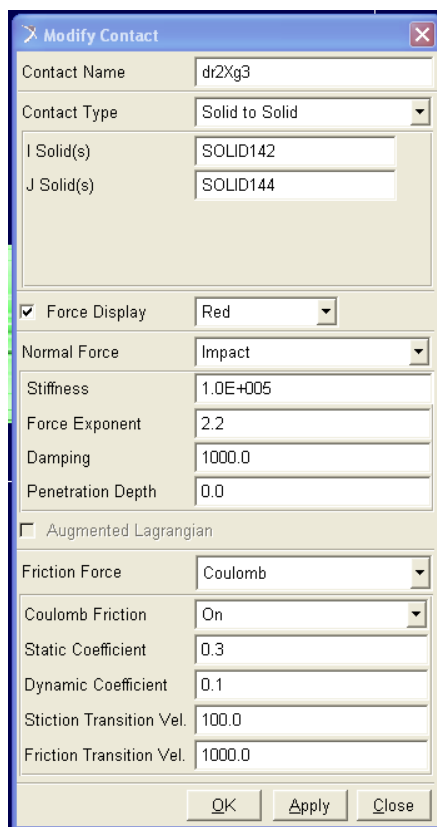 Modify Contact
Contact Name dr2Xg3
Contact Type Solid to Solid
I Solid(s) SOLID142
J Solid(s) SOLID144
Force Display Red
Normal Force Impact
Stiffness 1.0E+005
Force Exponent 2.2
Damping 1000.0
Penetration Depth 0.0
Augmented Lagrangian
Friction Force Coulomb
Coulomb Friction On
Static Coefficient 0.3
Dynamic Coefficient 0.1
Stiction Transition Vel. 100.0
Friction Transition Vel. 1000.0
OK Apply Close